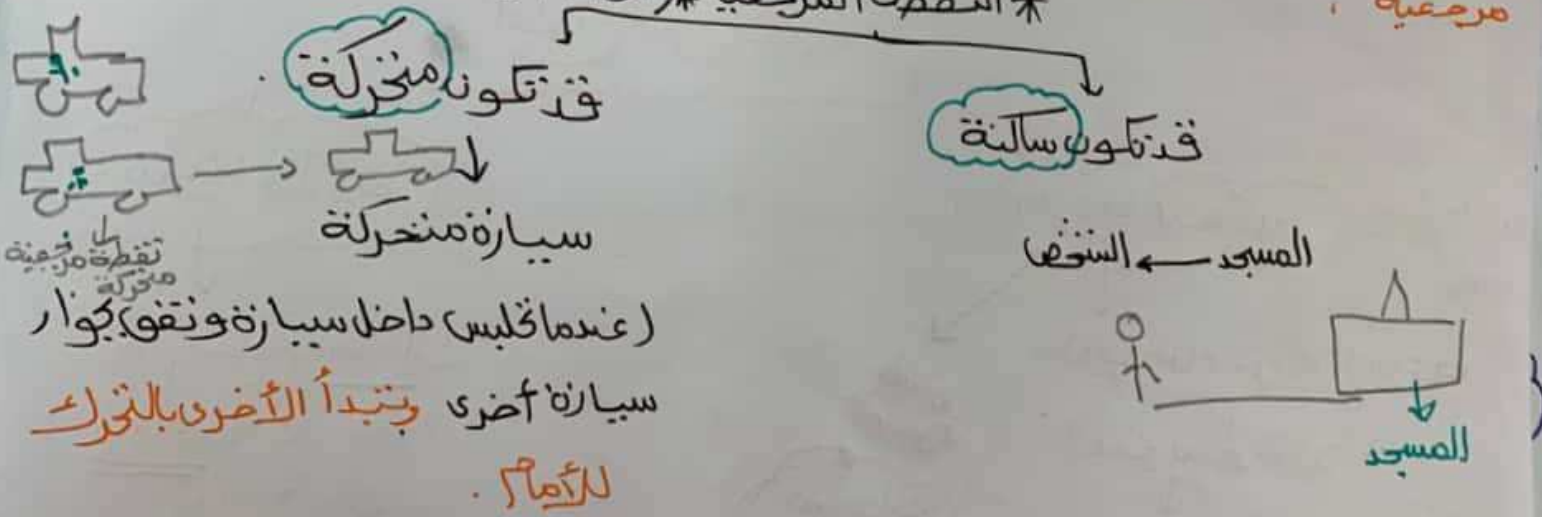 مرجعية :
* النقطة المرجعية *
قد تكون ساكنة
المسجد ← الشخص
المسجد
قد تكون متحركة
سيارة متحركة
نقطة مرجعية
متحركة
(عندما تجلس داخل سيارة وتقف بجوار
سيارة أخرى وتبدأ الأخرى بالتحرك
للأمام.